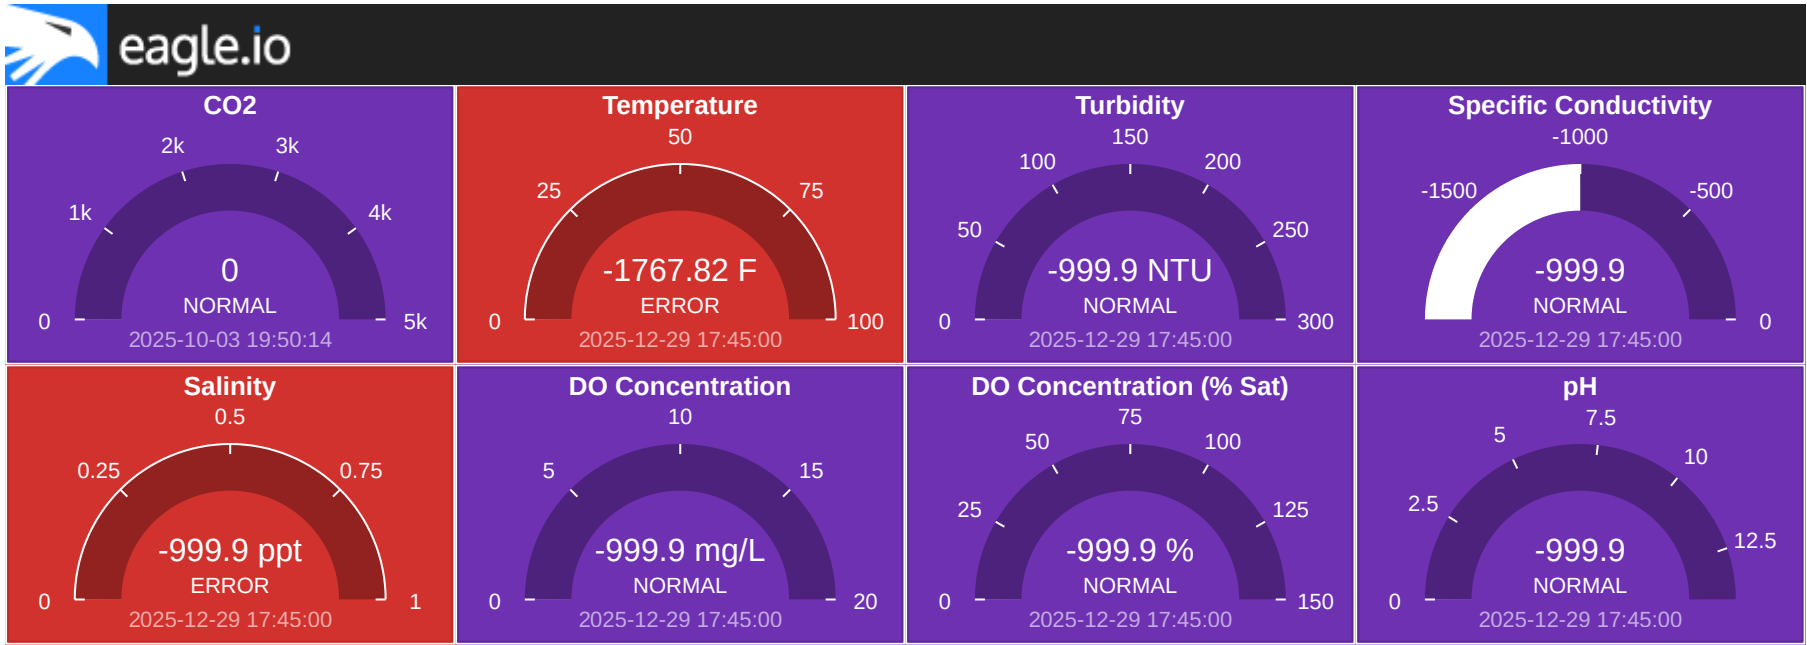 eagle.io
CO2
2k 3k
1k 4k
0
NORMAL
0 5k
2025-10-03 19:50:14
Temperature
50
25 75
-1767.82 F
ERROR
0 100
2025-12-29 17:45:00
Turbidity
150
100 200
50 250
-999.9 NTU
NORMAL
0 300
2025-12-29 17:45:00
Specific Conductivity
-1000
-1500 -500
-999.9
NORMAL
0
2025-12-29 17:45:00
Salinity
0.5
0.25 0.75
-999.9 ppt
ERROR
0 1
2025-12-29 17:45:00
DO Concentration
10
5 15
-999.9 mg/L
NORMAL
0 20
2025-12-29 17:45:00
DO Concentration (% Sat)
75
50 100
25 125
-999.9 %
NORMAL
0 150
2025-12-29 17:45:00
pH
7.5
5 10
2.5 12.5
-999.9
NORMAL
0
2025-12-29 17:45:00